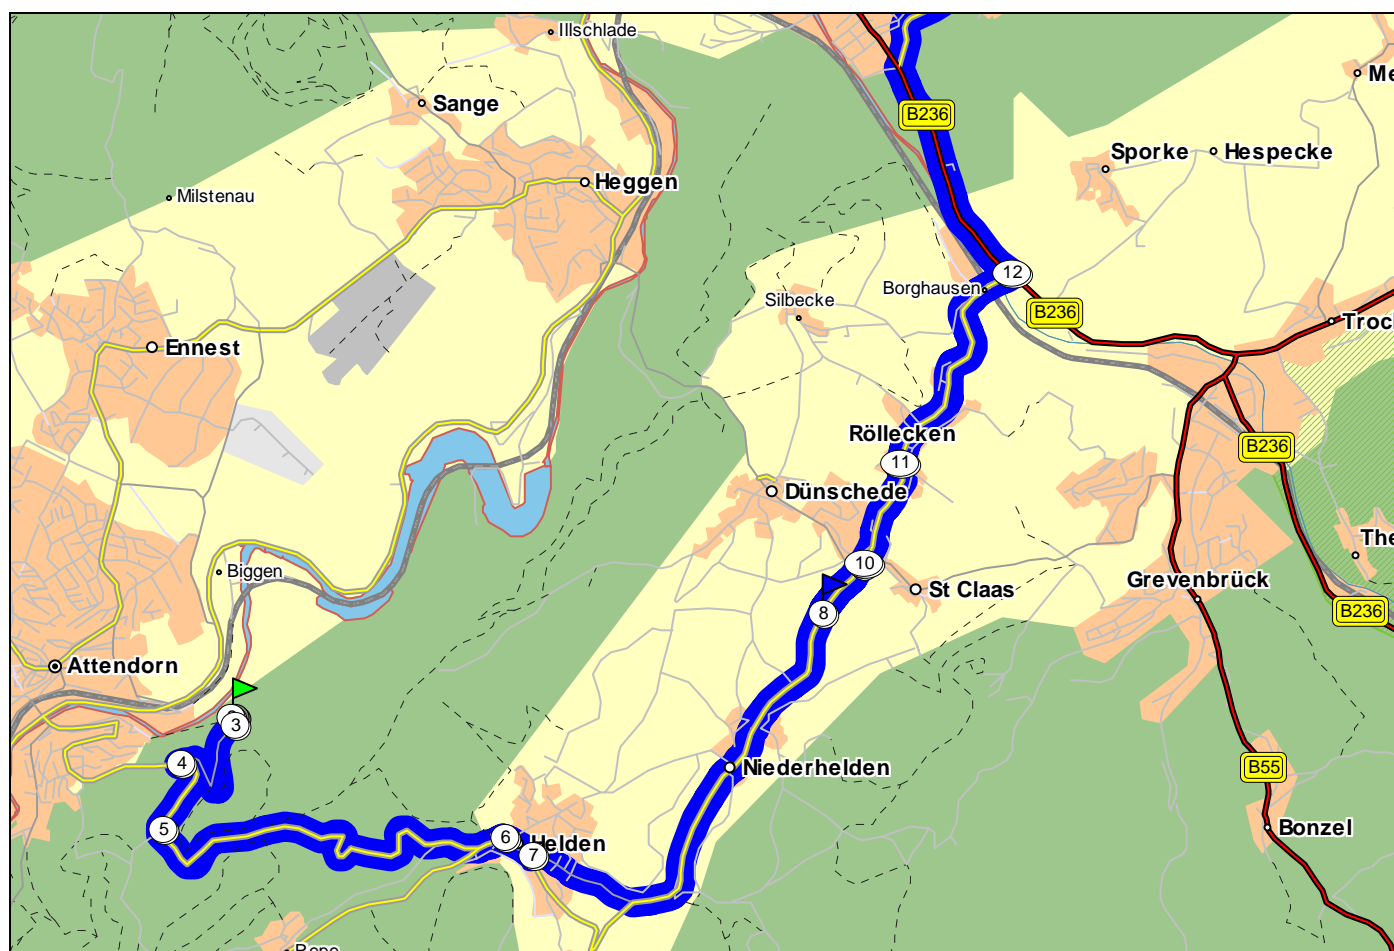 Illschlade
Me
Sange
B236
Sporke
Hespecke
Heggen
Milstenau
12
Borghausen
Silbecke
B236
Troc
Ennest
Röllecken
B236
11
Dünschede
The
10
Biggen
Grevenbrück
St Claas
8
B236
Attendorn
3
4
Niederhelden
B55
5
6
Helden
7
Bonzel